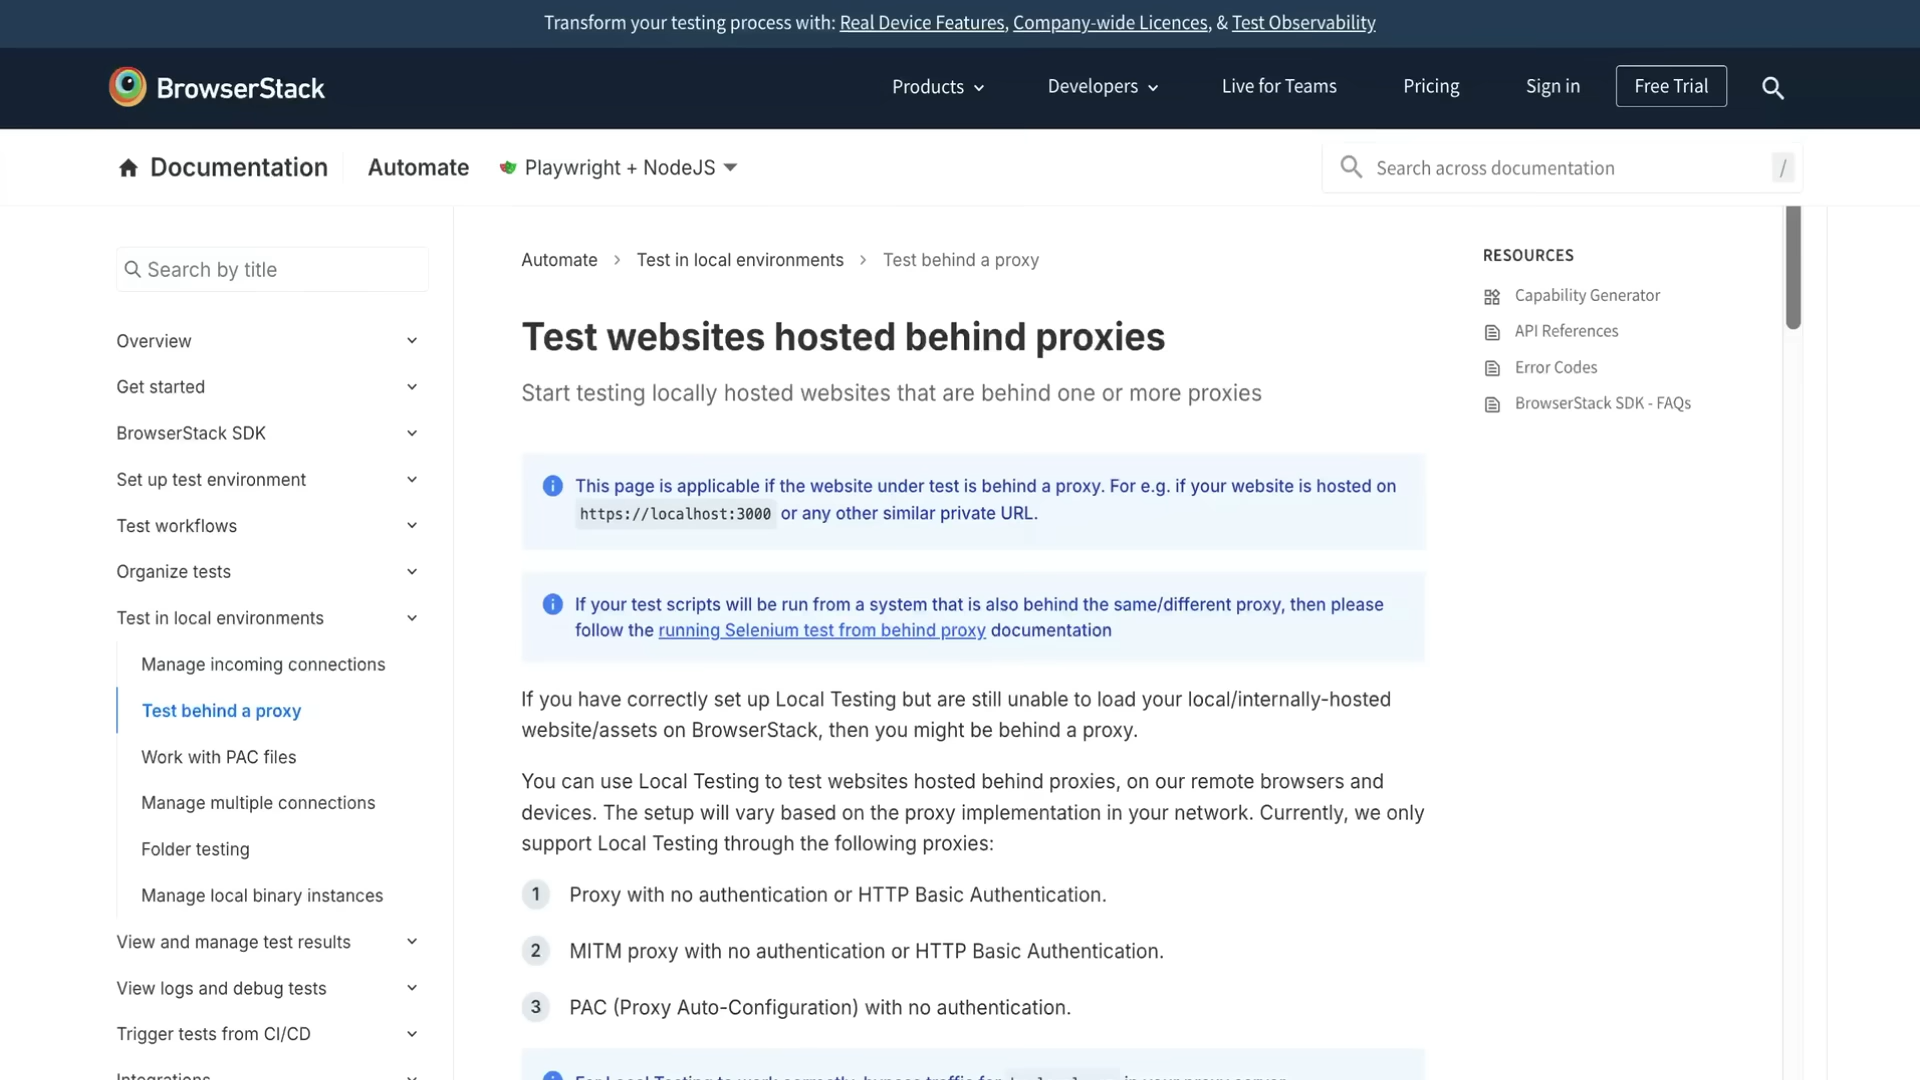 Transform your testing process with: Real Device Features, Company-wide Licences, & Test Observability
BrowserStack
Products
Developers
Live for Teams
Pricing
Sign in
Free Trial
Documentation
Automate
Playwright + NodeJS
Search across documentation
/
Search by title
Overview
Get started
BrowserStack SDK
Set up test environment
Test workflows
Organize tests
Test in local environments
Manage incoming connections
Test behind a proxy
Work with PAC files
Manage multiple connections
Folder testing
Manage local binary instances
View and manage test results
View logs and debug tests
Trigger tests from CI/CD
Integrations
Automate > Test in local environments > Test behind a proxy
Test websites hosted behind proxies
Start testing locally hosted websites that are behind one or more proxies
This page is applicable if the website under test is behind a proxy. For e.g. if your website is hosted on
https://localhost:3000 or any other similar private URL.
If your test scripts will be run from a system that is also behind the same/different proxy, then please
follow the running Selenium test from behind proxy documentation
If you have correctly set up Local Testing but are still unable to load your local/internally-hosted
website/assets on BrowserStack, then you might be behind a proxy.
You can use Local Testing to test websites hosted behind proxies, on our remote browsers and
devices. The setup will vary based on the proxy implementation in your network. Currently, we only
support Local Testing through the following proxies:
1 Proxy with no authentication or HTTP Basic Authentication.
2 MITM proxy with no authentication or HTTP Basic Authentication.
3 PAC (Proxy Auto-Configuration) with no authentication.
For Local Testing to work correctly, bypass traffic for in your proxy server
RESOURCES
Capability Generator
API References
Error Codes
BrowserStack SDK - FAQs